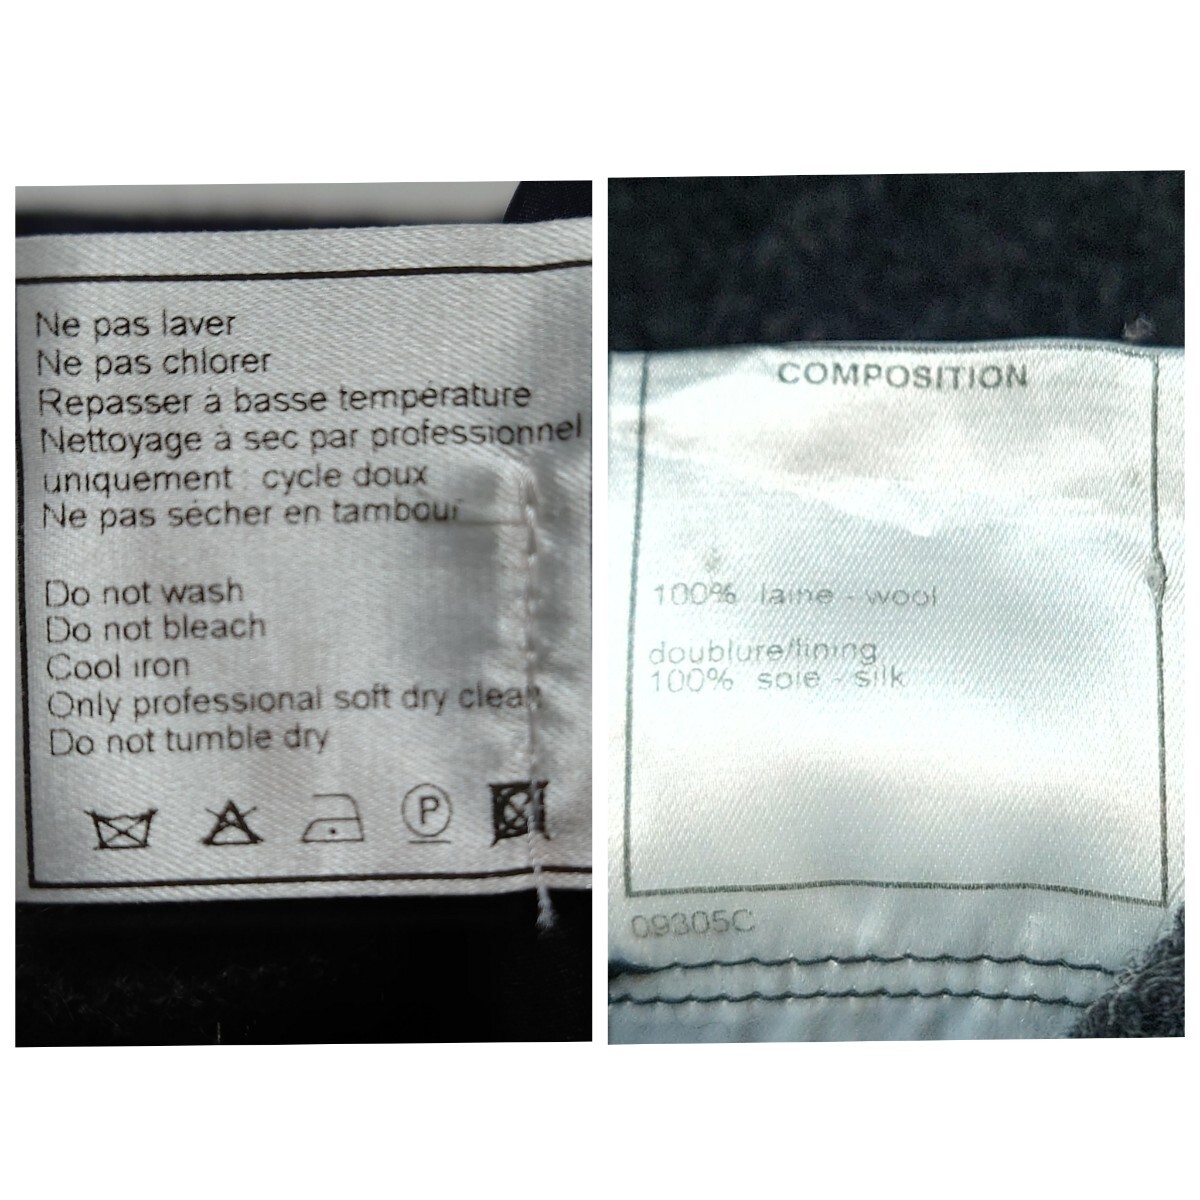 Ne pas laver
Ne pas chlorer
Repasser à basse température
Nettoyage à sec par professionnel
uniquement : cycle doux
Ne pas sécher en tambour
Do not wash
Do not bleach
Cool iron
Only professional soft dry clean
Do not tumble dry
P
COMPOSITION
100% laine - wool
doublure/lining
100% soie - silk
09305C